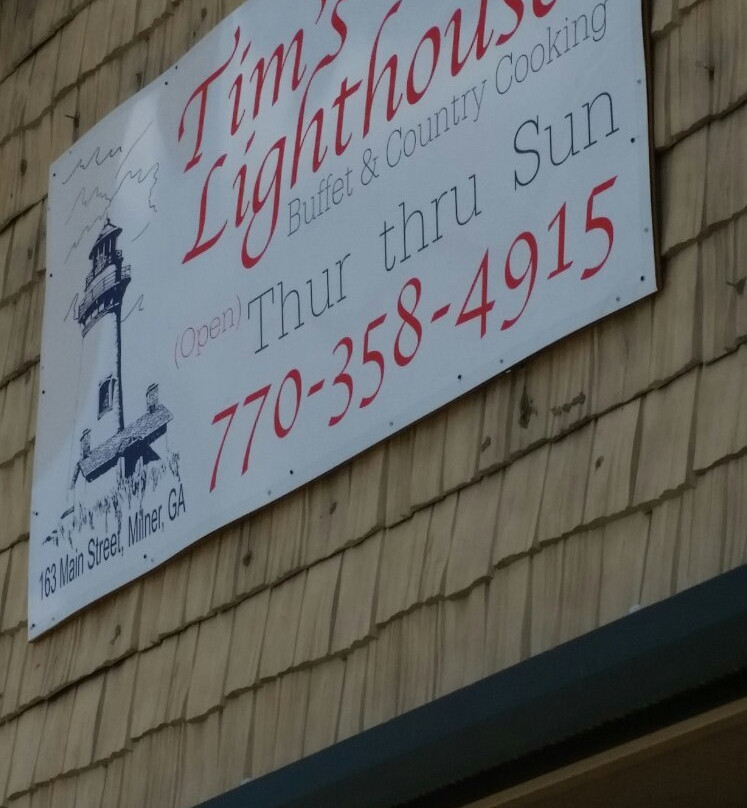 Tim's
Lighthouse
Buffet & Country Cooking
(Open) Thur thru Sun.
770-358-4915
163 Main Street, Milner, GA